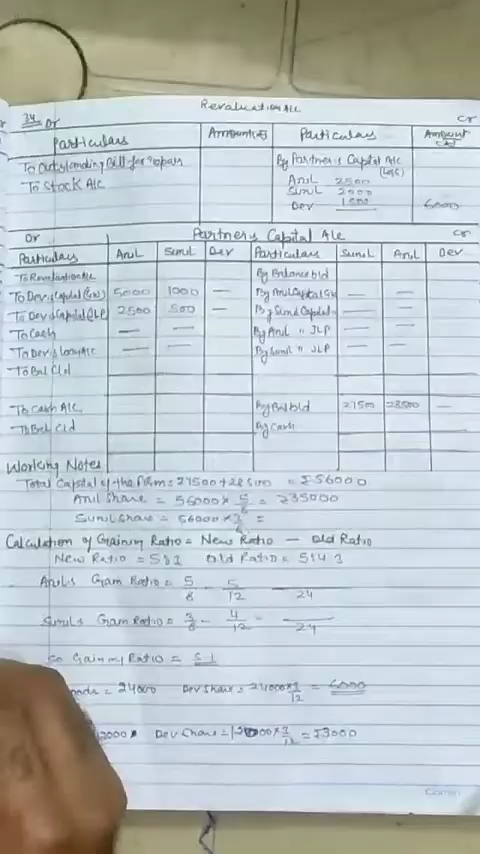 Revaluation A/c
34 Dr Cr
Particulars Amount(₹) Particulars Amount
To Outstanding Bill for repair By Partner's Capital A/c
To Stock A/c (Loss)
Anil 2500
Sunil 2000
Dev 1500 6000
Dr Partner's Capital A/c Cr
Particulars Anil Sunil Dev Particulars Sunil Anil Dev
To Revaluation A/c By Balance b/d
To Dev's Capital (GW) 5000 1000 — By Anil Capital GW — —
To Dev's Capital (JLP) 2500 500 — By Sunil Capital — —
To Cash — — By Anil " JLP — —
To Dev's Loan A/c — — By Sunil " JLP — —
To Bal C/d
To Cash A/c By Bal b/d 27500 28500 —
To Bal C/d By Cash
Working Notes
Total Capital of the Firm = 27500 + 28500 = ₹56000
Anil Share = 56000 × 5/8 = ₹35000
Sunil Share = 56000 × 3/8 =
Calculation of Gaining Ratio = New Ratio - Old Ratio
New Ratio = 5:3 Old Ratio = 5:4:3
Anil's Gain Ratio = 5/8 - 5/12 = /24
Sunil's Gain Ratio = 3/8 - 4/12 = /24
So Gaining Ratio = 5:1
= 24000 Dev Share = 24000 × 3/12 = 6000
12000 Dev Share = 12000 × 3/12 = ₹3000